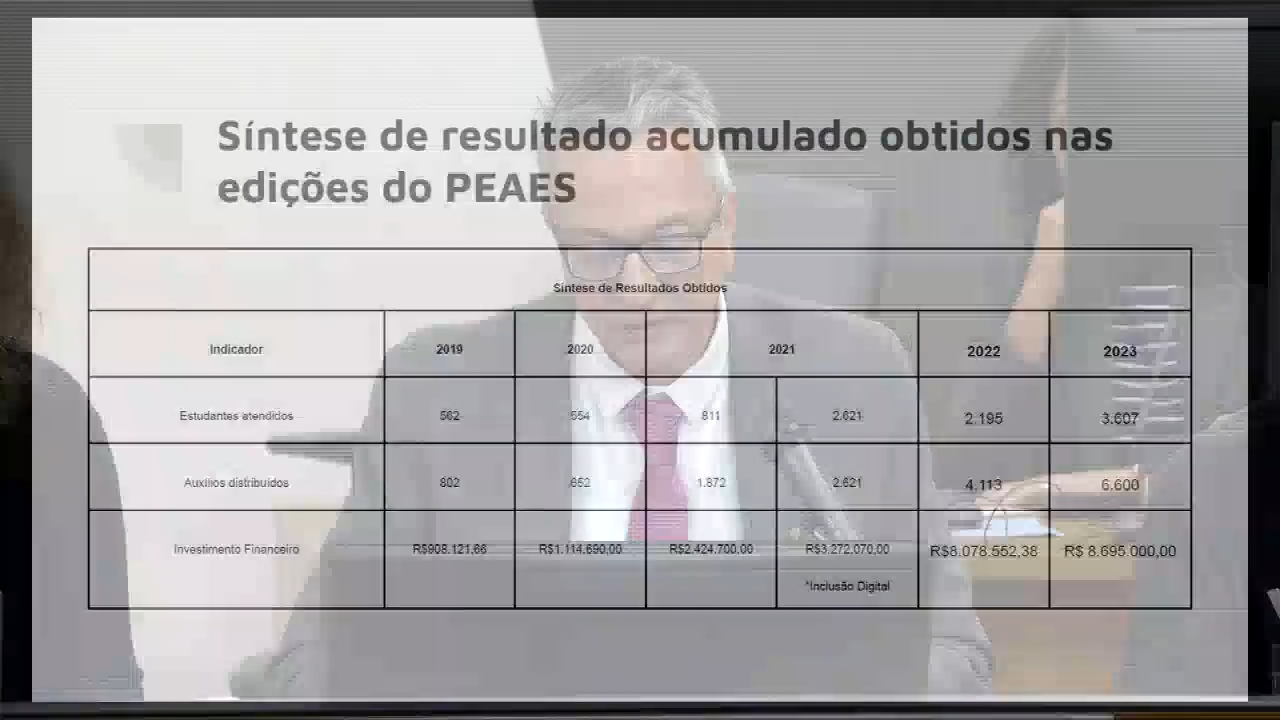 Síntese de resultado acumulado obtidos nas
edições do PEAES
Síntese de Resultados Obtidos
Indicador 2019 2020 2021 2022 2023
Estudantes atendidos 562 554 811 2.621 2.195 3.607
Auxílios distribuídos 802 852 1.872 2.621 4.113 6.600
Investimento Financeiro R$908.121,66 R$1.114.690,00 R$2.424.700,00 R$3.272.070,00 R$8.078.552,38 R$ 8.695.000,00
*Inclusão Digital